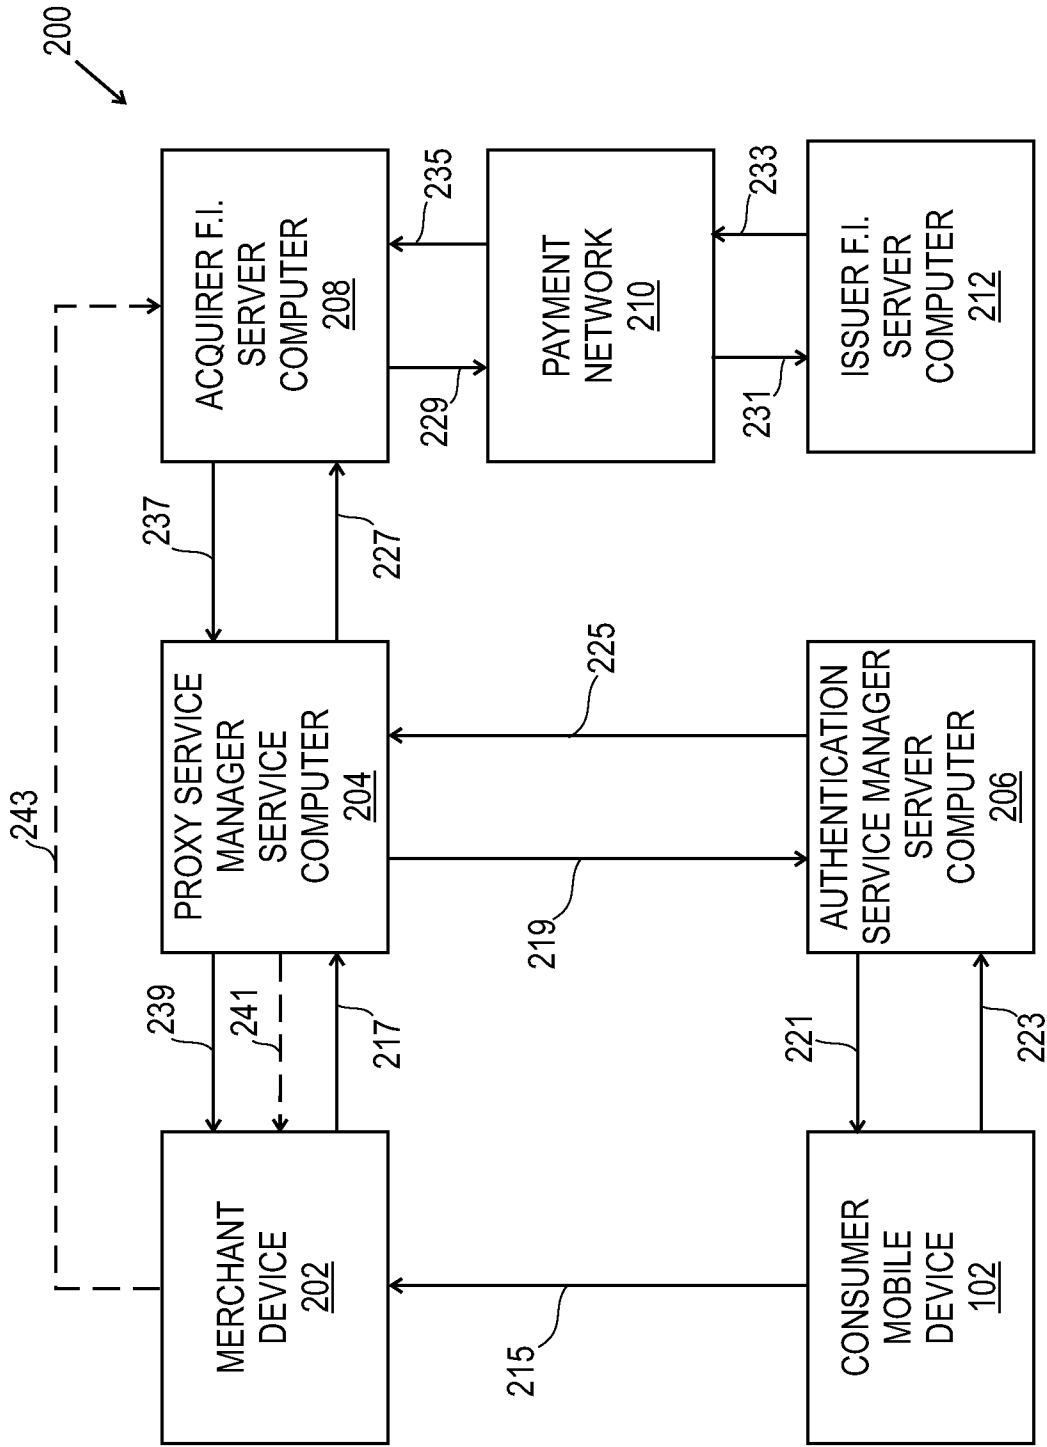 200
243
MERCHANT
DEVICE
202
239
241
217
PROXY SERVICE
MANAGER
SERVICE
COMPUTER
204
237
227
ACQUIRER F.I.
SERVER
COMPUTER
208
215
219
225
229
235
PAYMENT
NETWORK
210
231
233
CONSUMER
MOBILE
DEVICE
102
221
223
AUTHENTICATION
SERVICE MANAGER
SERVER
COMPUTER
206
ISSUER F.I.
SERVER
COMPUTER
212